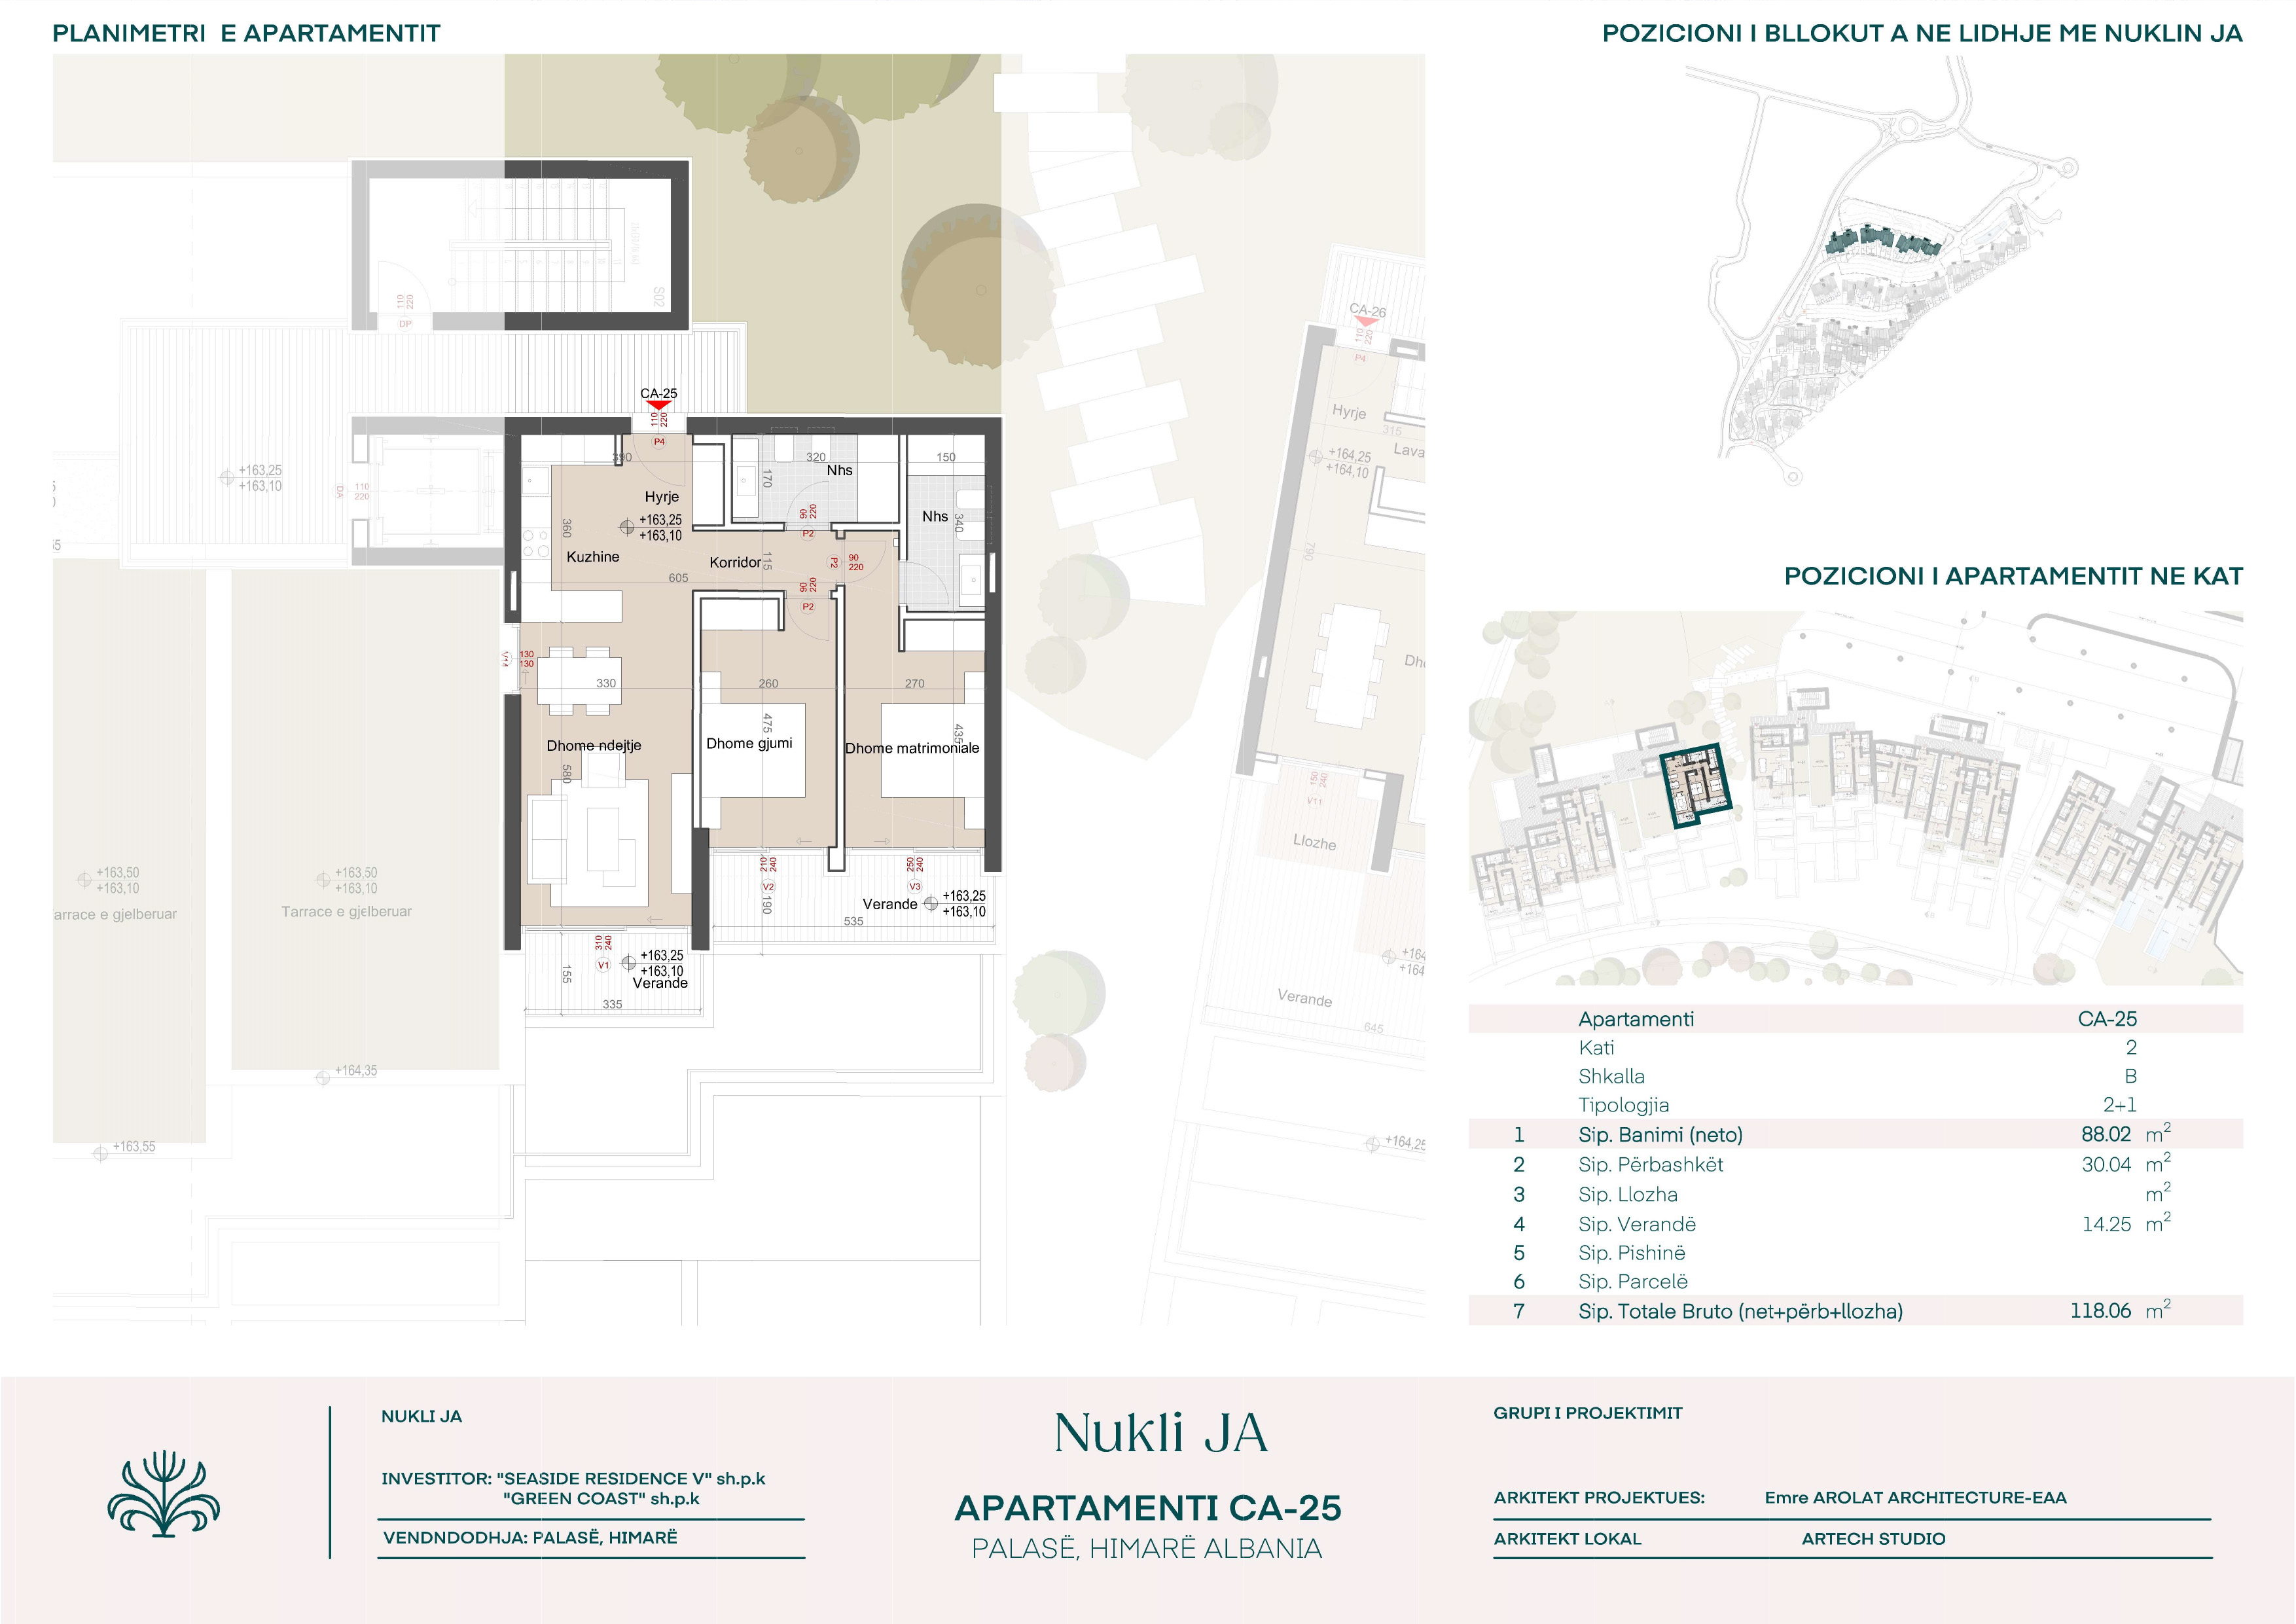 PLANIMETRI E APARTAMENTIT
POZICIONI I BLLOKUT A NE LIDHJE ME NUKLIN JA
S02
110
220
DP
CA-26
110
220
P4
Hyrje
315
Lava
+164,25
+164,10
790
CA-25
110
220
P4
390
320
150
Nhs
170
+163,25
+163,10
DA
110
220
Hyrje
+163,25
+163,10
90
220
P2
Nhs
340
360
Kuzhine
Korridor
115
P2
90
220
605
90
220
P2
POZICIONI I APARTAMENTIT NE KAT
130
130
330
260
270
475
435
Dhome ndejtje
Dhome gjumi
Dhome matrimoniale
580
150
240
V11
Llozhe
+163,50
+163,10
+163,50
+163,10
arrace e gjelberuar
Tarrace e gjelberuar
210
240
V2
190
250
240
V3
Verande
+163,25
+163,10
535
310
240
V1
+163,25
+163,10
Verande
155
335
Verande
645
+164,35
+163,55
+164,25
Apartamenti CA-25
Kati 2
Shkalla B
Tipologjia 2+1
1 Sip. Banimi (neto) 88.02 m2
2 Sip. Përbashkët 30.04 m2
3 Sip. Llozha m2
4 Sip. Verandë 14.25 m2
5 Sip. Pishinë
6 Sip. Parcelë
7 Sip. Totale Bruto (net+përb+llozha) 118.06 m2
NUKLI JA
INVESTITOR: "SEASIDE RESIDENCE V" sh.p.k
"GREEN COAST" sh.p.k
VENDNDODHJA: PALASË, HIMARË
Nukli JA
APARTAMENTI CA-25
PALASË, HIMARË ALBANIA
GRUPI I PROJEKTIMIT
ARKITEKT PROJEKTUES: Emre AROLAT ARCHITECTURE-EAA
ARKITEKT LOKAL ARTECH STUDIO